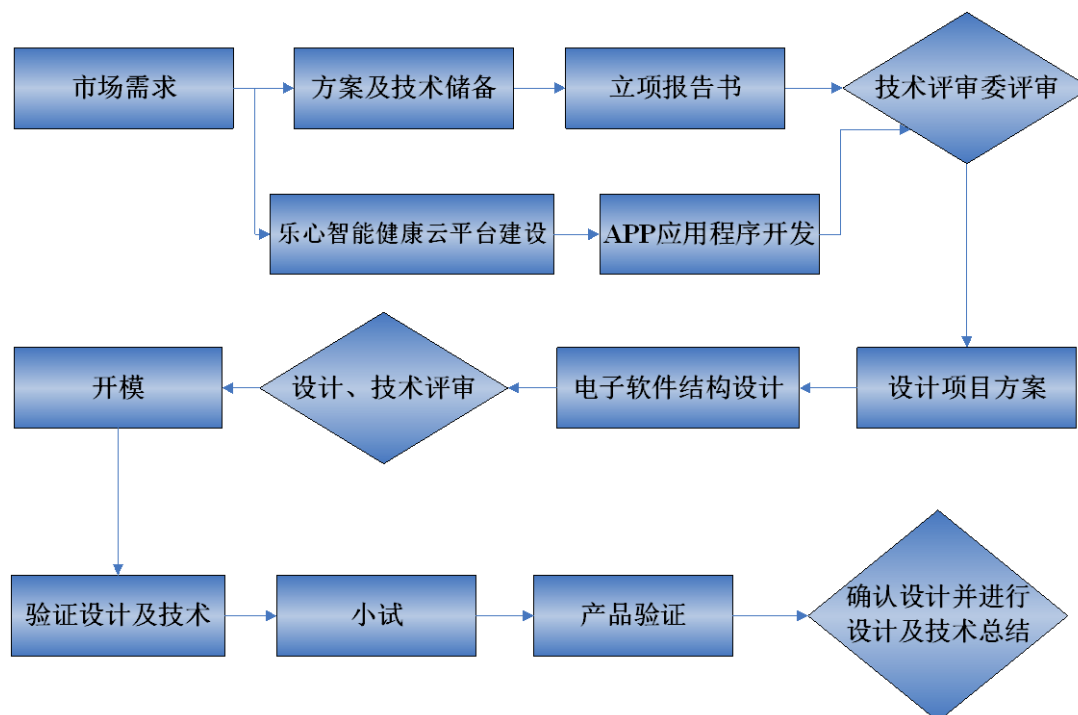 市场需求
方案及技术储备
立项报告书
技术评审委评审
乐心智能健康云平台建设
APP应用程序开发
开模
设计、技术评审
电子软件结构设计
设计项目方案
验证设计及技术
小试
产品验证
确认设计并进行
设计及技术总结